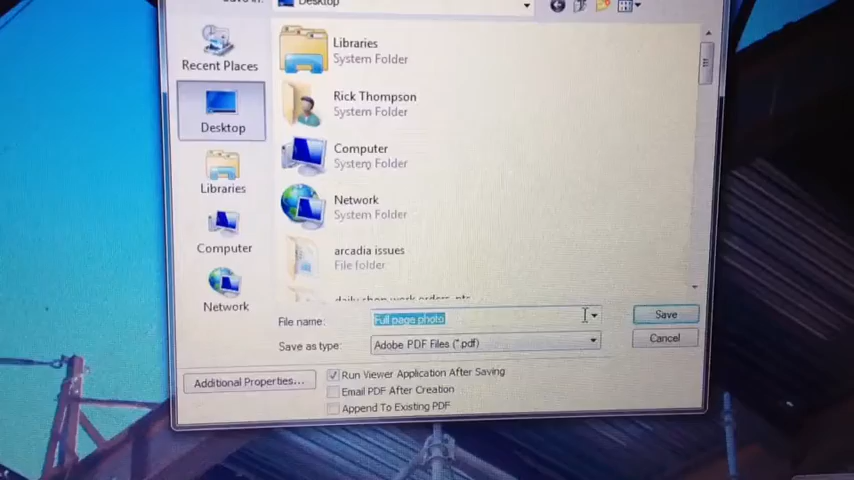 Desktop
Recent Places
Desktop
Libraries
Computer
Network
Libraries
System Folder
Rick Thompson
System Folder
Computer
System Folder
Network
System Folder
arcadia issues
File folder
File name:
Full page photo
Save
Save as type:
Adobe PDF Files (*.pdf)
Cancel
Additional Properties...
Run Viewer Application After Saving
Email PDF After Creation
Append To Existing PDF